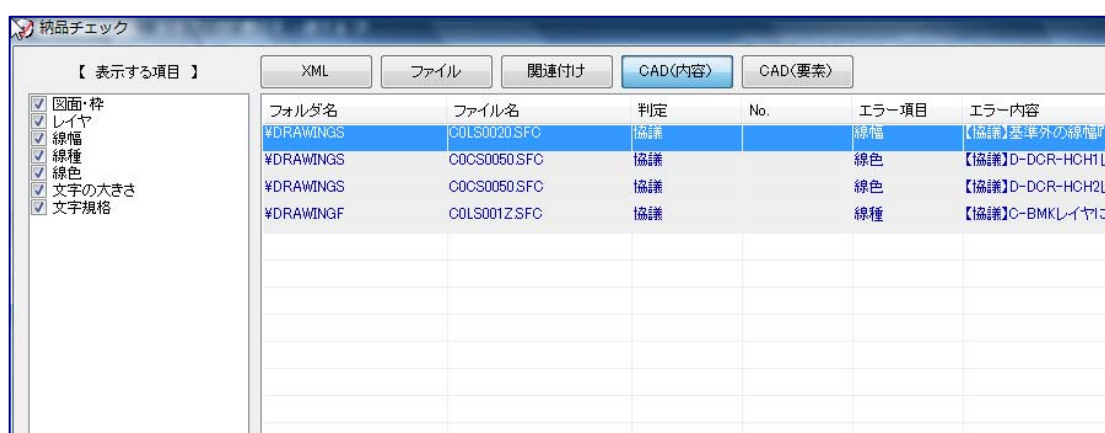 納品チェック
【 表示する項目 】
XML ファイル 関連付け CAD(内容) CAD(要素)
図面・枠
レイヤ
線幅
線種
線色
文字の大きさ
文字規格
フォルダ名 ファイル名 判定 No. エラー項目 エラー内容
¥DRAWINGS C0LS0020.SFC 協議 線幅 【協議】基準外の線幅『
¥DRAWINGS C0CS0050.SFC 協議 線色 【協議】D-DCR-HCH1
¥DRAWINGS C0CS0050.SFC 協議 線色 【協議】D-DCR-HCH2
¥DRAWINGF C0LS001Z.SFC 協議 線種 【協議】C-BMKレイヤに